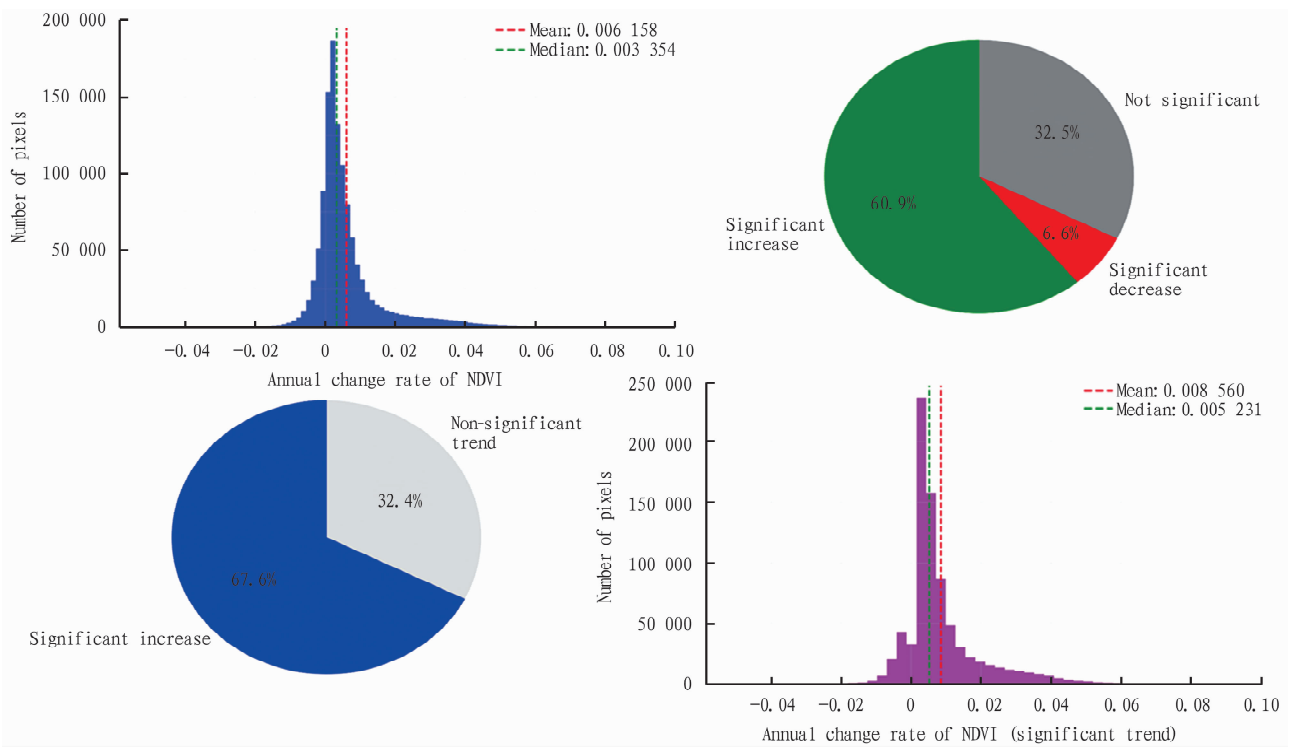 200 000
150 000
100 000
50 000
0
Number of pixels
-0.04 -0.02 0 0.02 0.04 0.06 0.08 0.10
Annual change rate of NDVI
Mean: 0.006 158
Median: 0.003 354
Not significant
32.5%
60.9%
6.6%
Significant
increase
Significant
decrease
Non-significant
trend
32.4%
67.6%
Significant increase
250 000
200 000
150 000
100 000
50 000
0
Number of pixels
-0.04 -0.02 0 0.02 0.04 0.06 0.08 0.10
Annual change rate of NDVI (significant trend)
Mean: 0.008 560
Median: 0.005 231